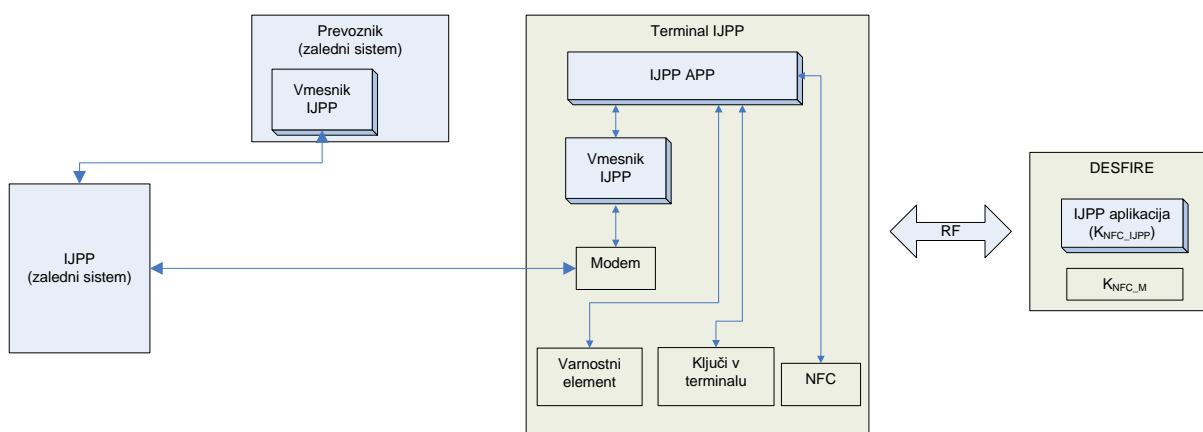 Prevoznik
(zaledni sistem)
Vmesnik
IJPP
IJPP
(zaledni sistem)
Terminal IJPP
IJPP APP
Vmesnik
IJPP
Modem
Varnostni
element
Ključi v
terminalu
NFC
RF
DESFIRE
IJPP aplikacija
(KNFC_IJPP)
KNFC_M